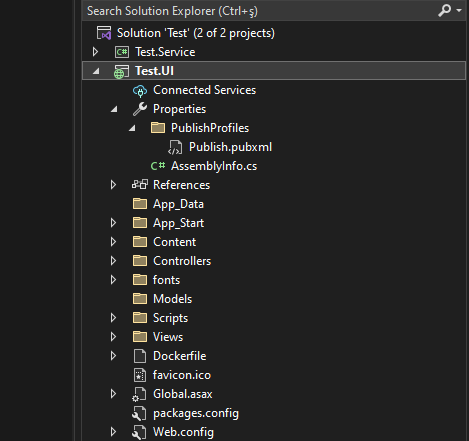 Search Solution Explorer (Ctrl+ş)
Solution 'Test' (2 of 2 projects)
C# Test.Service
Test.UI
Connected Services
Properties
PublishProfiles
Publish.pubxml
C# AssemblyInfo.cs
References
App_Data
App_Start
Content
Controllers
fonts
Models
Scripts
Views
Dockerfile
favicon.ico
Global.asax
packages.config
Web.config